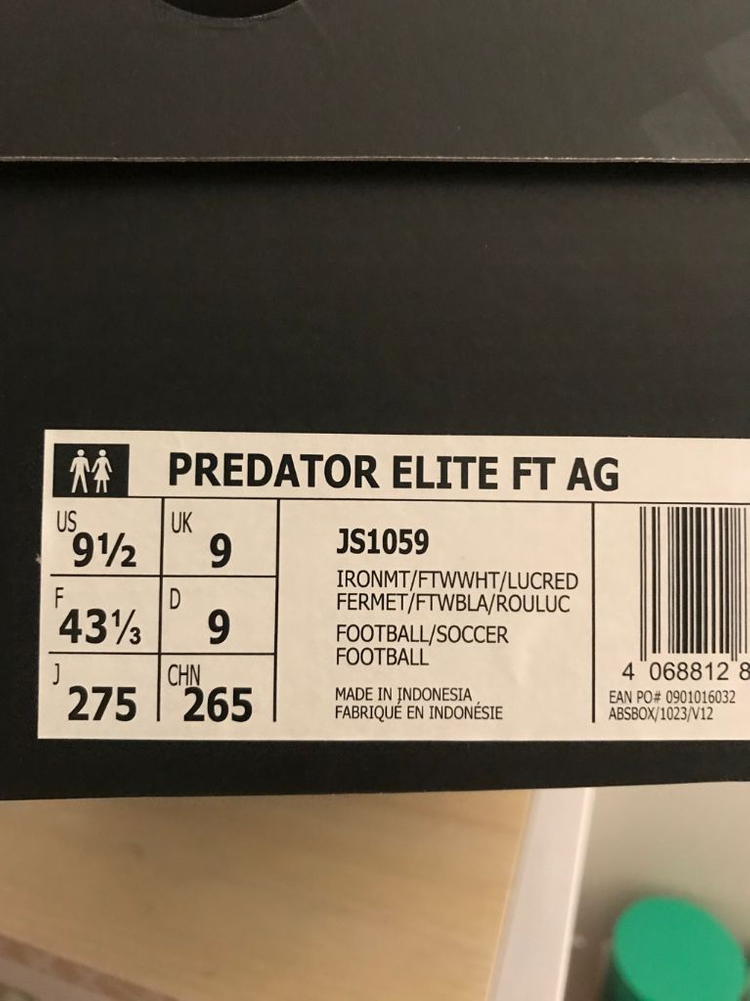 PREDATOR ELITE FT AG
US
9½
UK
9
F
43⅓
D
9
J
275
CHN
265
JS1059
IRONMT/FTWWHT/LUCRED
FERMET/FTWBLA/ROULUC
FOOTBALL/SOCCER
FOOTBALL
MADE IN INDONESIA
FABRIQUÉ EN INDONÉSIE
4 068812 8
EAN PO# 0901016032
ABSBOX/1023/V12